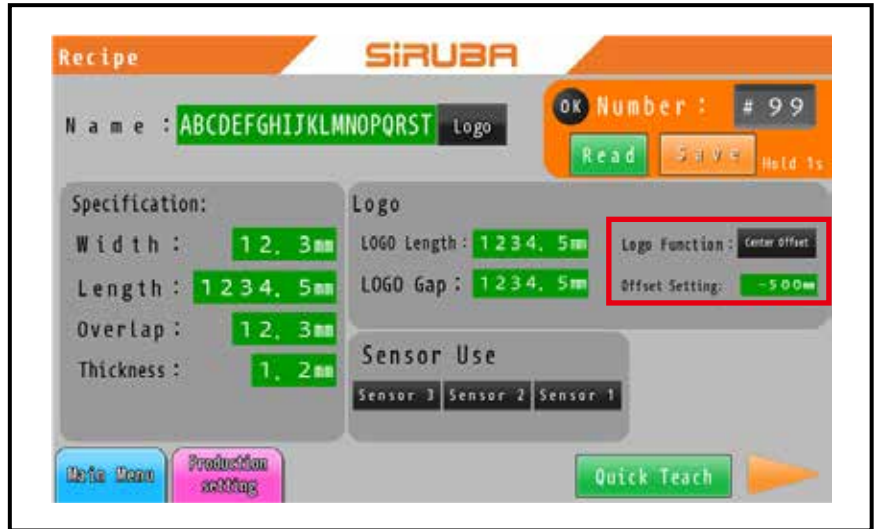 Recipe
SiRUBA
Name : ABCDEFGHIJKLMNOPQRST Logo
OK Number : # 99
Read Save Hold 1s
Specification:
Width : 12. 3mm
Length : 1234. 5mm
Overlap : 12. 3mm
Thickness : 1. 2mm
Logo
LOGO Length : 1234. 5mm
LOGO Gap : 1234. 5mm
Logo Function : Center Offset
Offset Setting: -500mm
Sensor Use
Sensor 3 Sensor 2 Sensor 1
Main Menu
Production
setting
Quick Teach